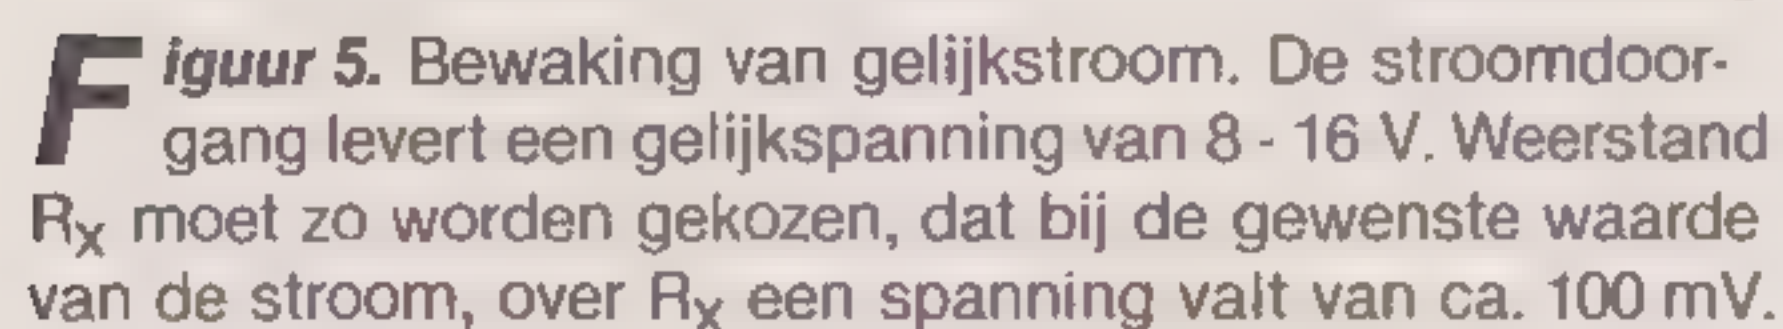 Figuur 5. Bewaking van gelijkstroom. De stroomdoor-
gang levert een gelijkspanning van 8 - 16 V. Weerstand
Rx moet zo worden gekozen, dat bij de gewenste waarde
van de stroom, over Rx een spanning valt van ca. 100 mV.